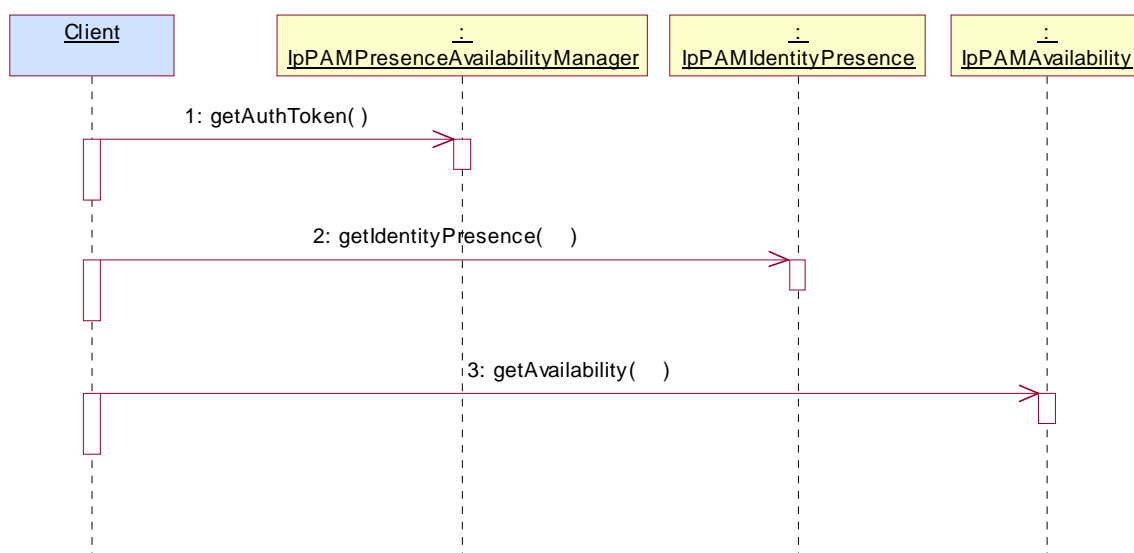 Client
:
IpPAMPresenceAvailabilityManager
:
IpPAMIdentityPresence
:
IpPAMAvailability
1: getAuthToken( )
2: getIdentityPresence( )
3: getAvailability( )